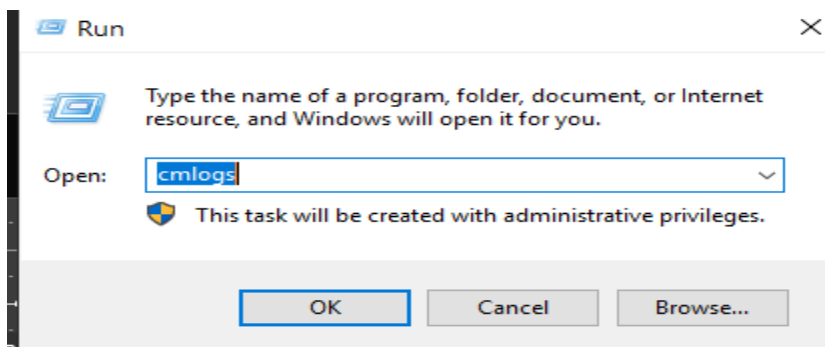 Run
Type the name of a program, folder, document, or Internet
resource, and Windows will open it for you.
Open: cmlogs
This task will be created with administrative privileges.
OK Cancel Browse...